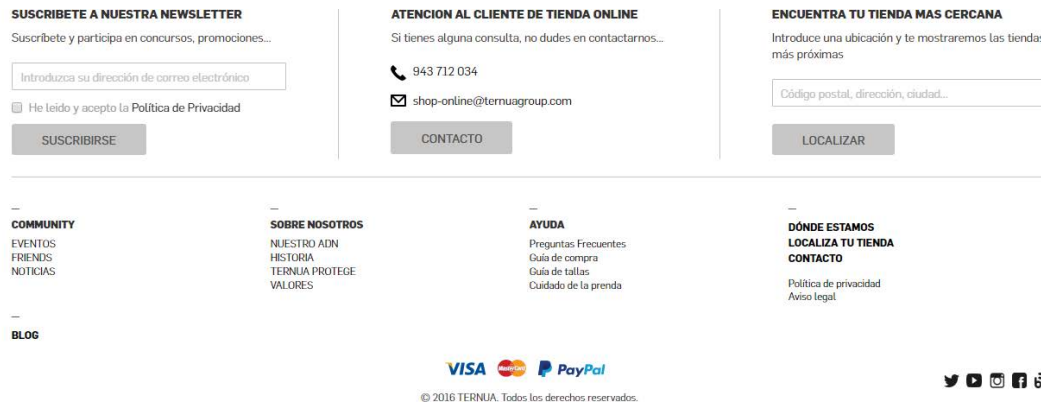 SUSCRIBETE A NUESTRA NEWSLETTER
Suscríbete y participa en concursos, promociones...
Introduzca su dirección de correo electrónico
He leido y acepto la Política de Privacidad
SUSCRIBIRSE
ATENCION AL CLIENTE DE TIENDA ONLINE
Si tienes alguna consulta, no dudes en contactarnos...
943 712 034
shop-online@ternuagroup.com
CONTACTO
ENCUENTRA TU TIENDA MAS CERCANA
Introduce una ubicación y te mostraremos las tiendas
más próximas
Código postal, dirección, ciudad...
LOCALIZAR
COMMUNITY
EVENTOS
FRIENDS
NOTICIAS
SOBRE NOSOTROS
NUESTRO ADN
HISTORIA
TERNUA PROTEGE
VALORES
AYUDA
Preguntas Frecuentes
Guía de compra
Guía de tallas
Cuidado de la prenda
DÓNDE ESTAMOS
LOCALIZA TU TIENDA
CONTACTO
Política de privacidad
Aviso legal
BLOG
VISA MasterCard PayPal
© 2016 TERNUA. Todos los derechos reservados.